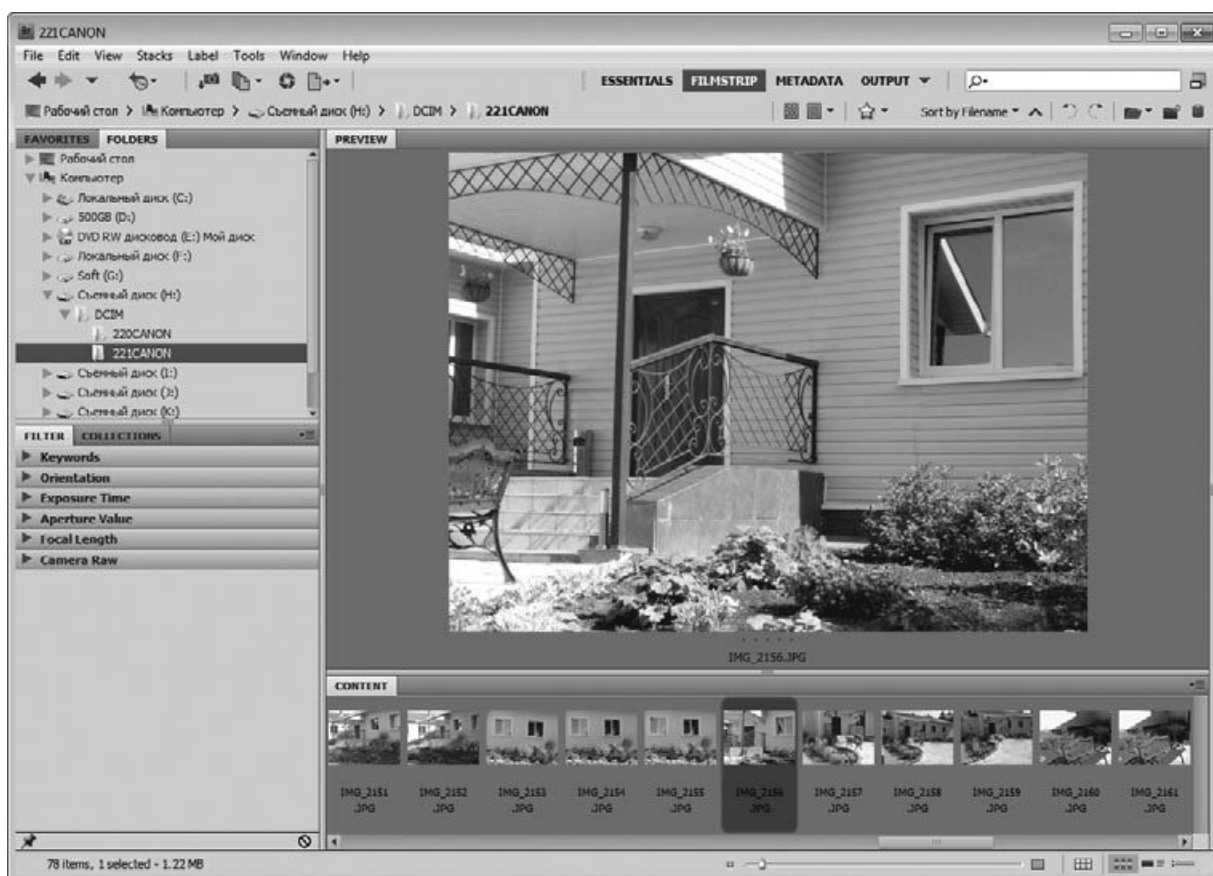 Br 221CANON
File Edit View Stacks Label Tools Window Help
ESSENTIALS FILMSTRIP METADATA OUTPUT
Рабочий стол > Компьютер > Съемный диск (H:) > DCIM > 221CANON
Sort by Filename
FAVORITES FOLDERS
PREVIEW
Рабочий стол
Компьютер
Локальный диск (C:)
500GB (D:)
DVD RW дисковод (E:) Мой диск
Локальный диск (F:)
Soft (G:)
Съемный диск (H:)
DCIM
220CANON
221CANON
Съемный диск (I:)
Съемный диск (J:)
Съемный диск (K:)
FILTER COLLECTIONS
Keywords
Orientation
Exposure Time
Aperture Value
Focal Length
Camera Raw
IMG_2156.JPG
CONTENT
IMG_2151 IMG_2152 IMG_2153 IMG_2154 IMG_2155 IMG_2156 IMG_2157 IMG_2158 IMG_2159 IMG_2160 IMG_2161
.JPG .JPG .JPG .JPG .JPG .JPG .JPG .JPG .JPG .JPG .JPG
78 items, 1 selected - 1.22 MB